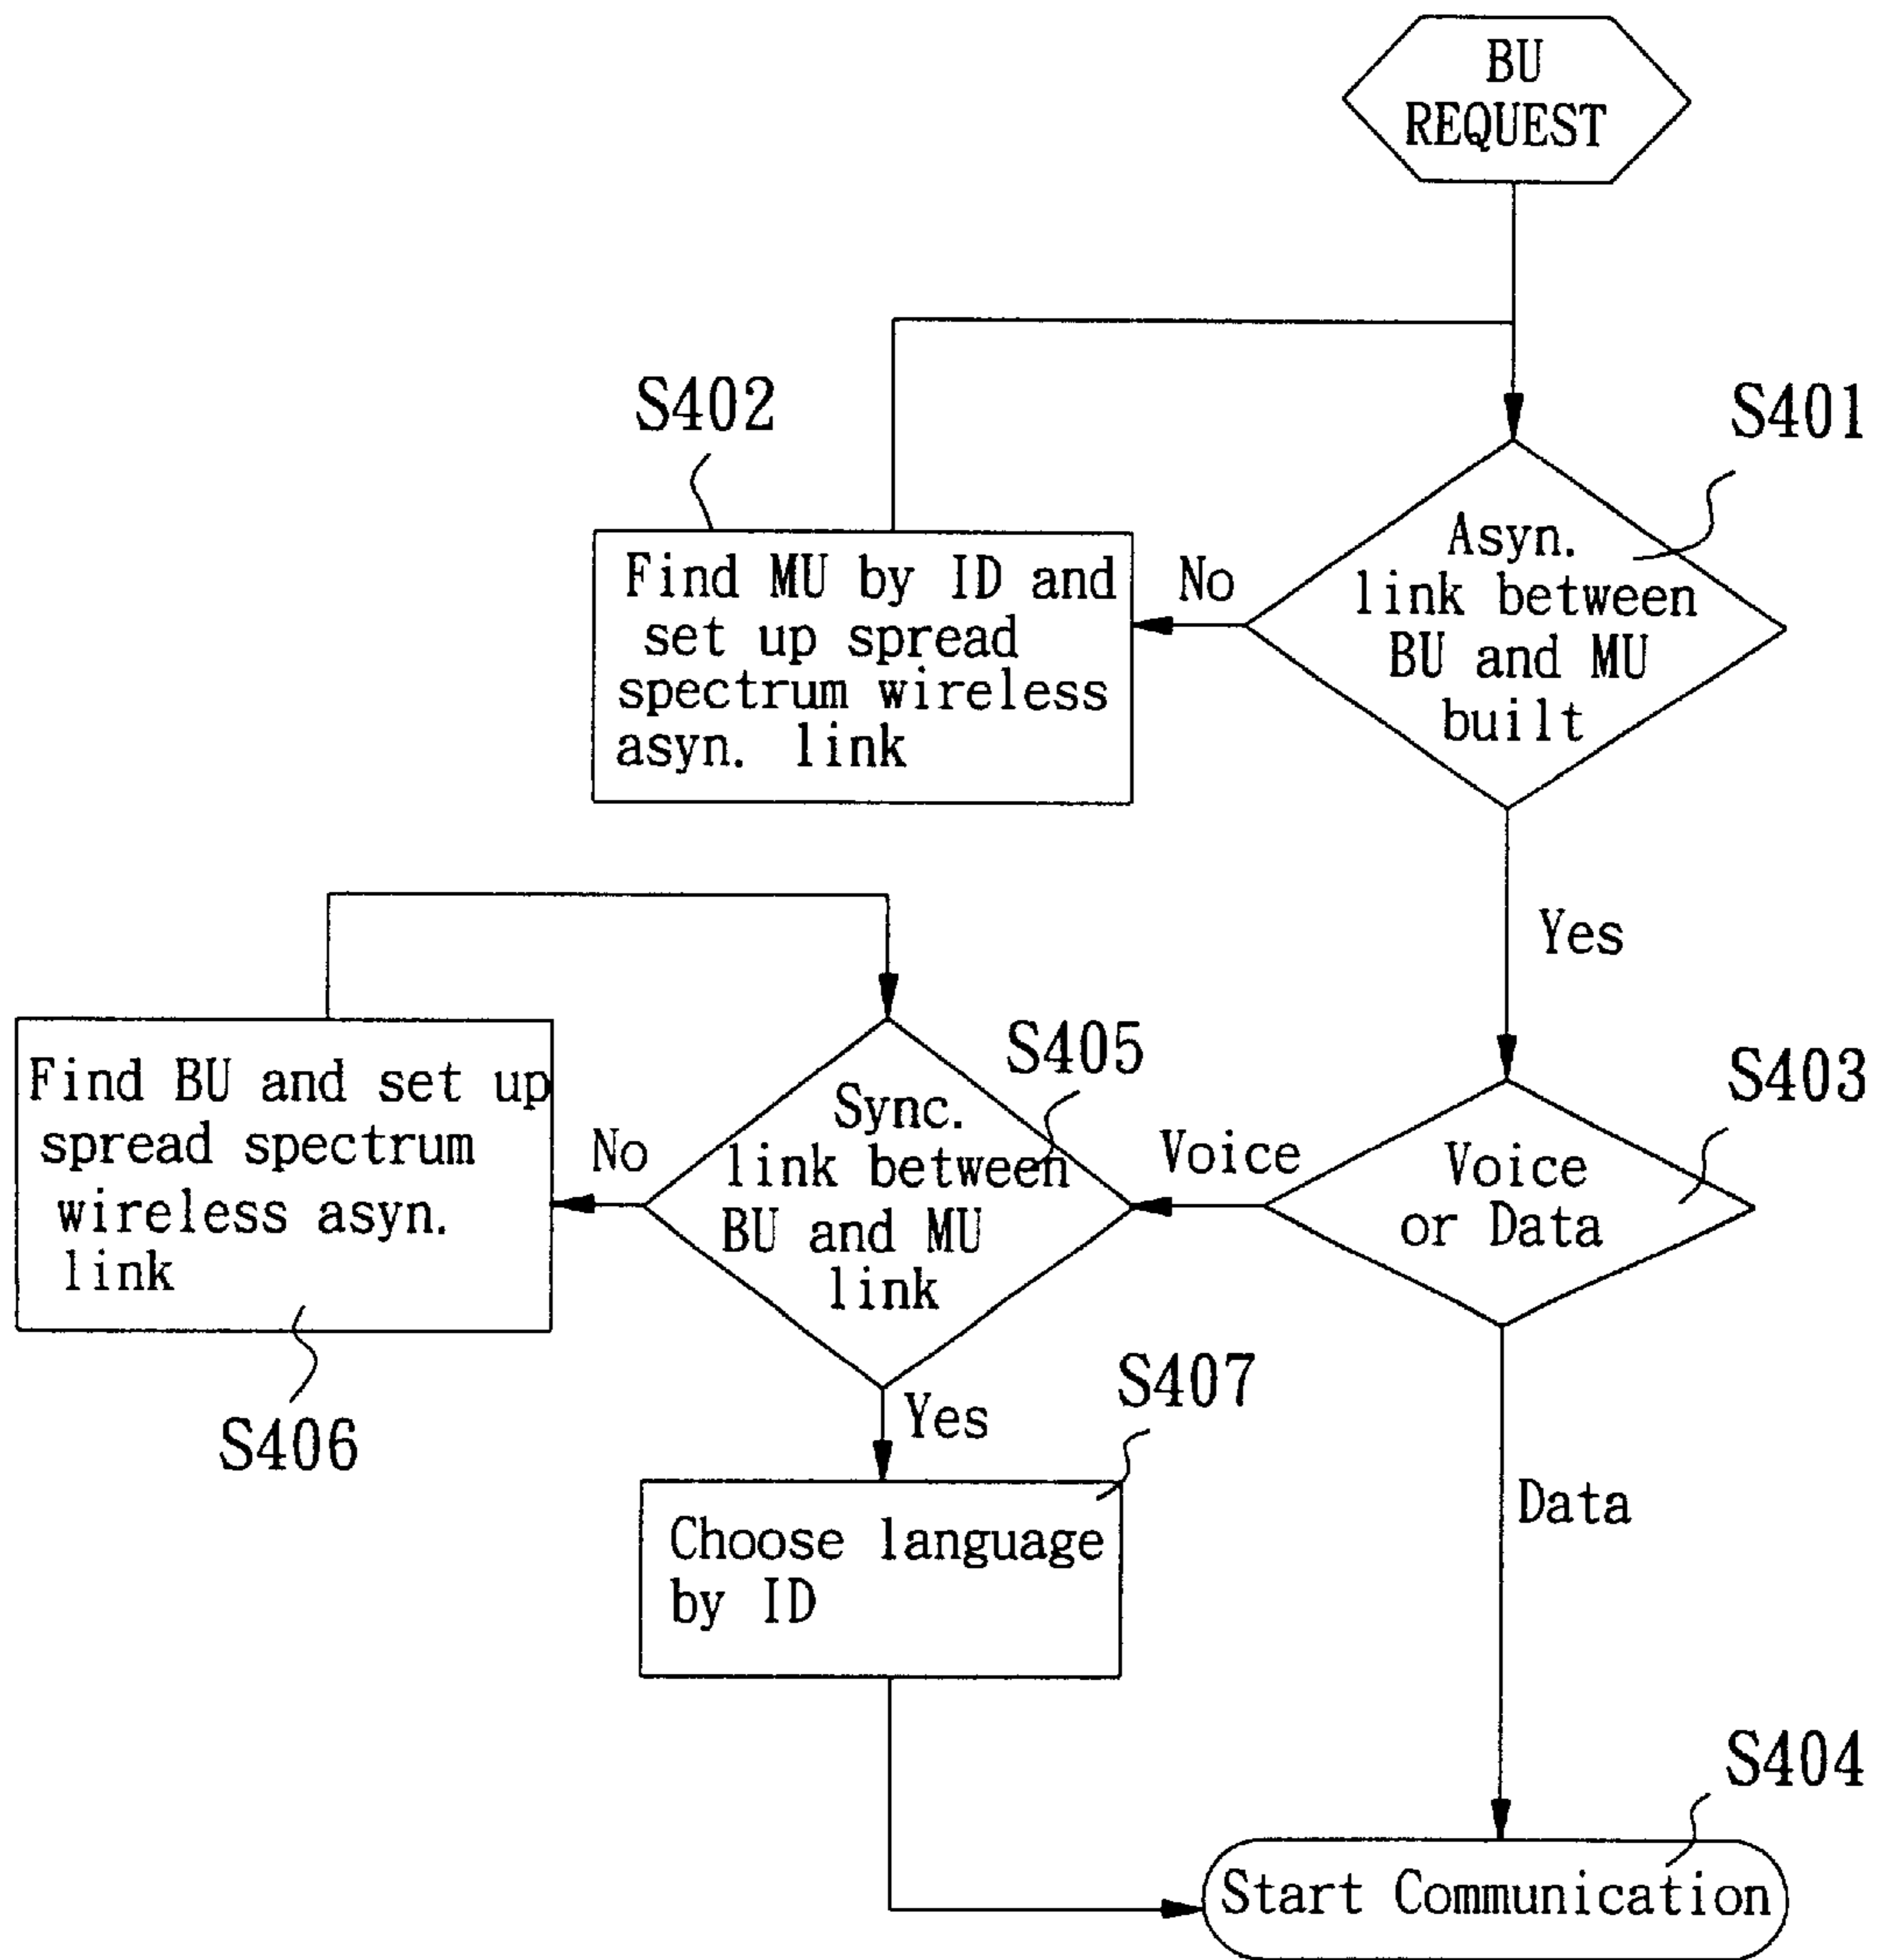 BU
REQUEST
S402
S401
Find MU by ID and
set up spread
spectrum wireless
asyn. link
No
Asyn.
link between
BU and MU
built
Yes
S405
S403
Find BU and set up
spread spectrum
wireless asyn.
link
No
Sync.
link between
BU and MU
link
Voice
Voice
or Data
S406
Yes
S407
Choose language
by ID
Data
S404
Start Communication